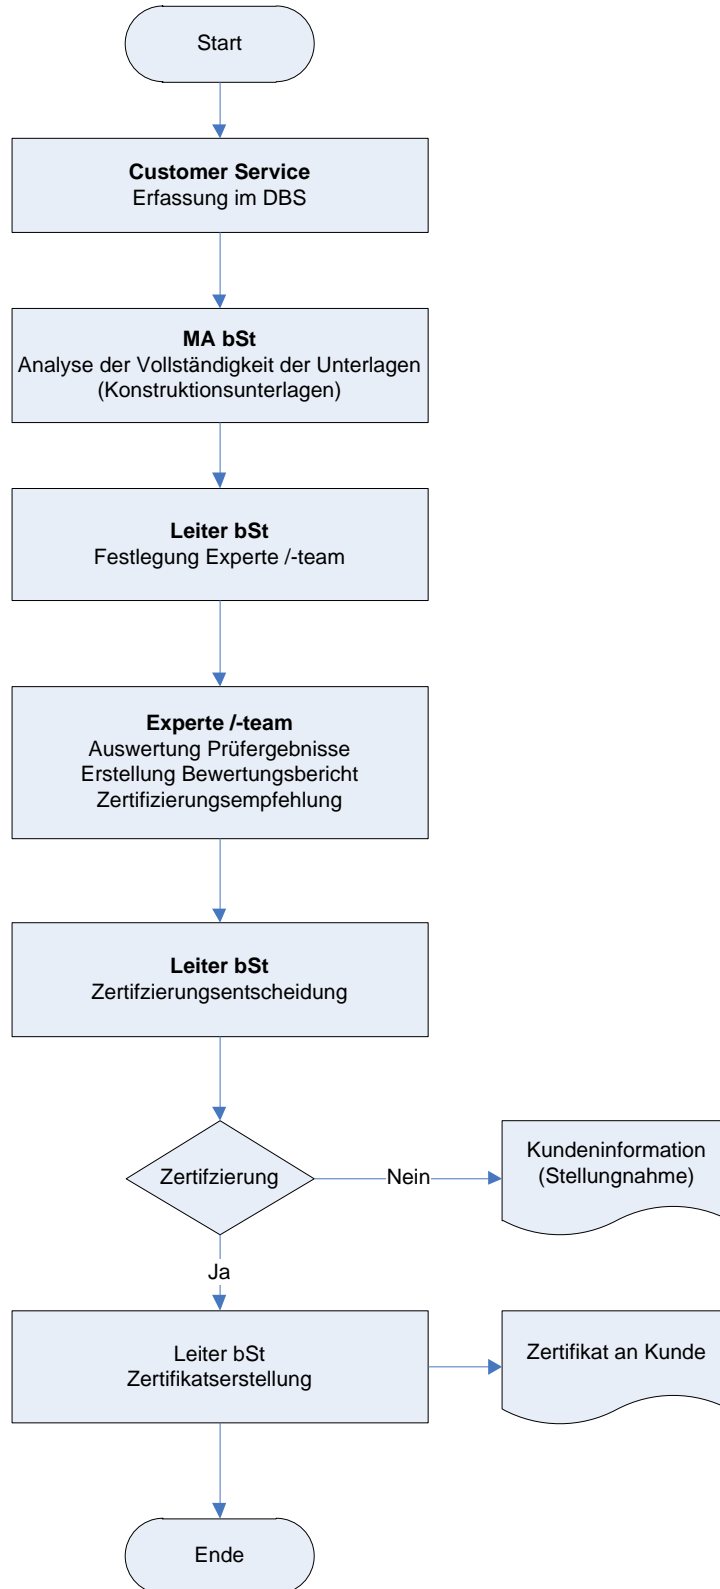 Start
Customer Service
Erfassung im DBS
MA bSt
Analyse der Vollständigkeit der Unterlagen
(Konstruktionsunterlagen)
Leiter bSt
Festlegung Experte /-team
Experte /-team
Auswertung Prüfergebnisse
Erstellung Bewertungsbericht
Zertifizierungsempfehlung
Leiter bSt
Zertifzierungsentscheidung
Zertifzierung
Nein
Kundeninformation
(Stellungnahme)
Ja
Leiter bSt
Zertifikatserstellung
Zertifikat an Kunde
Ende